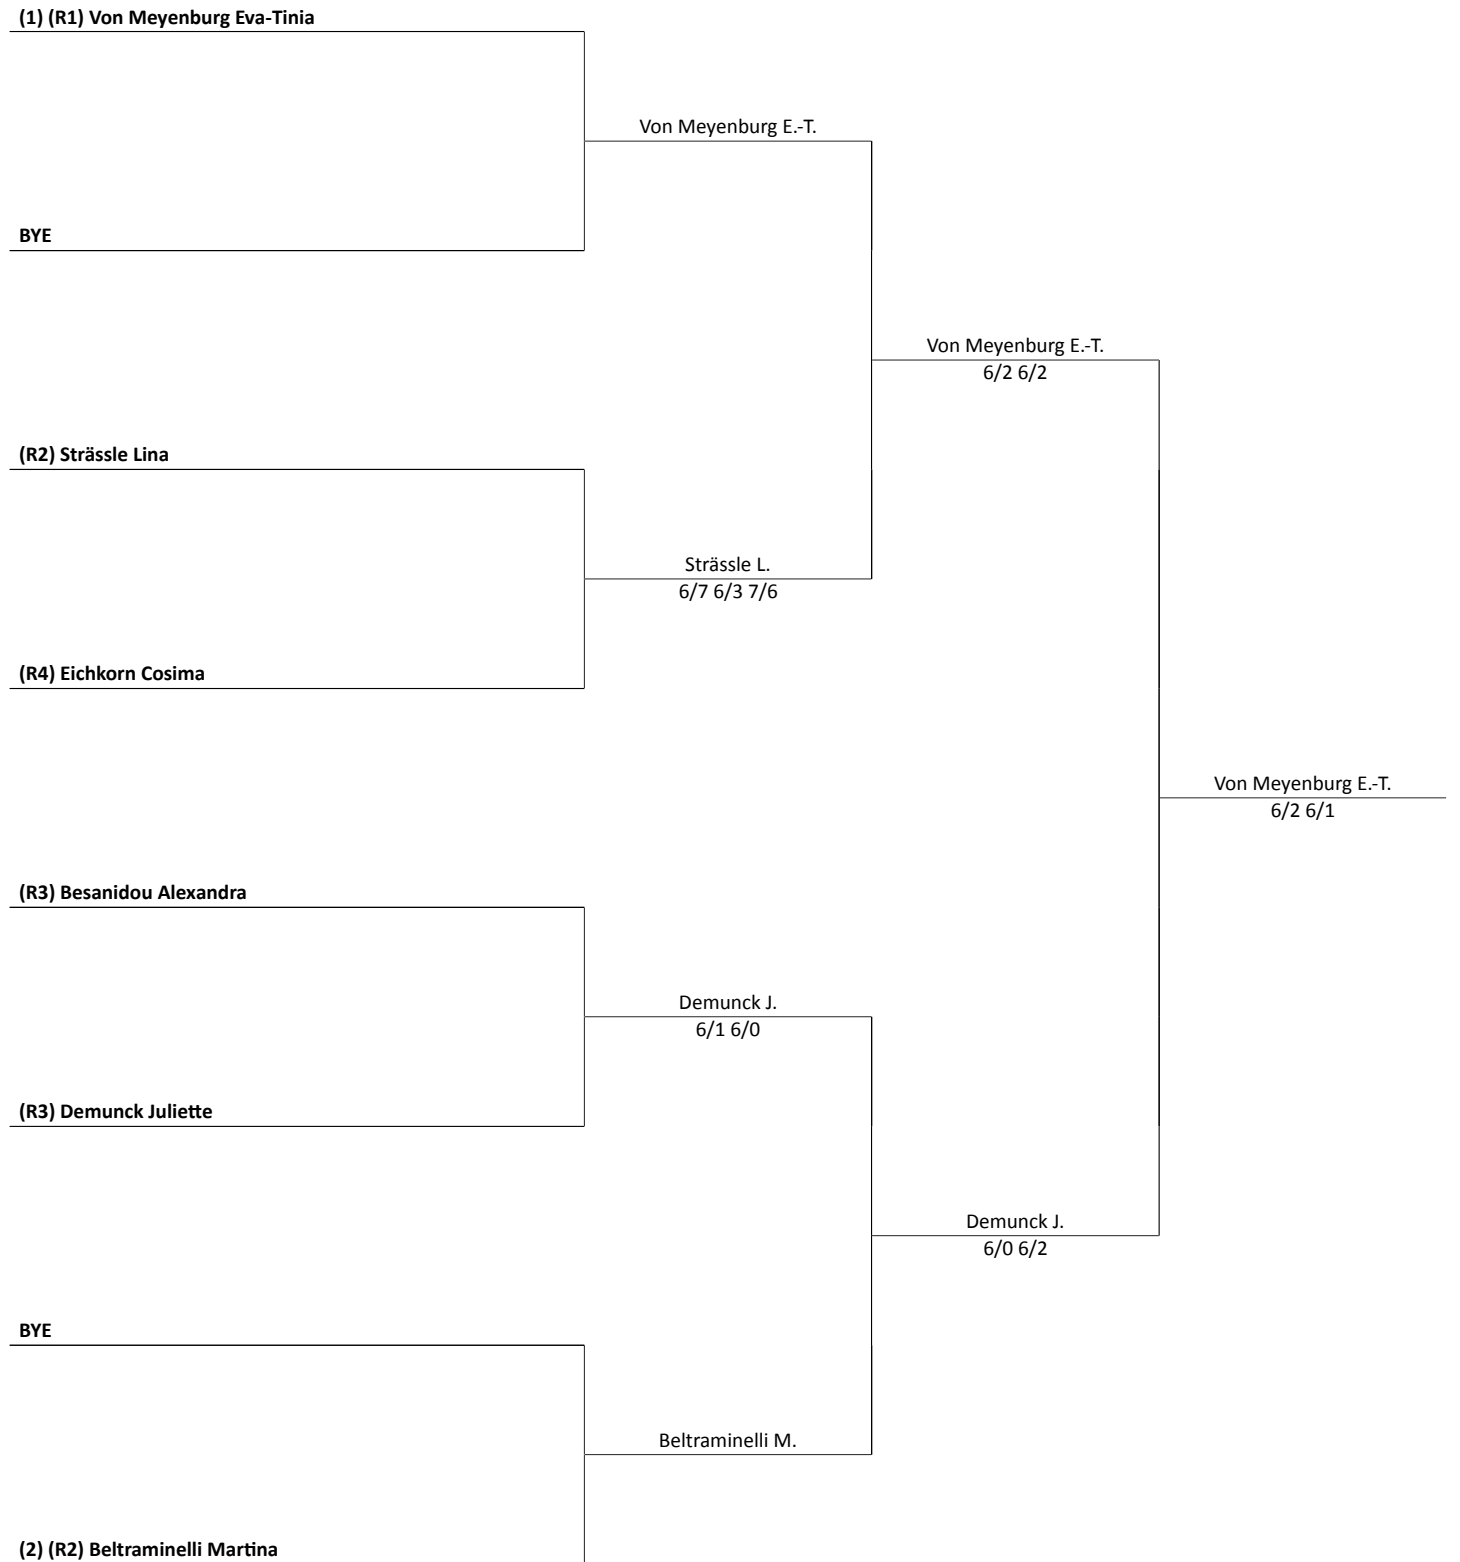 (1) (R1) Von Meyenburg Eva-Tinia
Von Meyenburg E.-T.
BYE
Von Meyenburg E.-T.
6/2 6/2
(R2) Strässle Lina
Strässle L.
6/7 6/3 7/6
(R4) Eichkorn Cosima
Von Meyenburg E.-T.
6/2 6/1
(R3) Besanidou Alexandra
Demunck J.
6/1 6/0
(R3) Demunck Juliette
Demunck J.
6/0 6/2
BYE
Beltraminelli M.
(2) (R2) Beltraminelli Martina